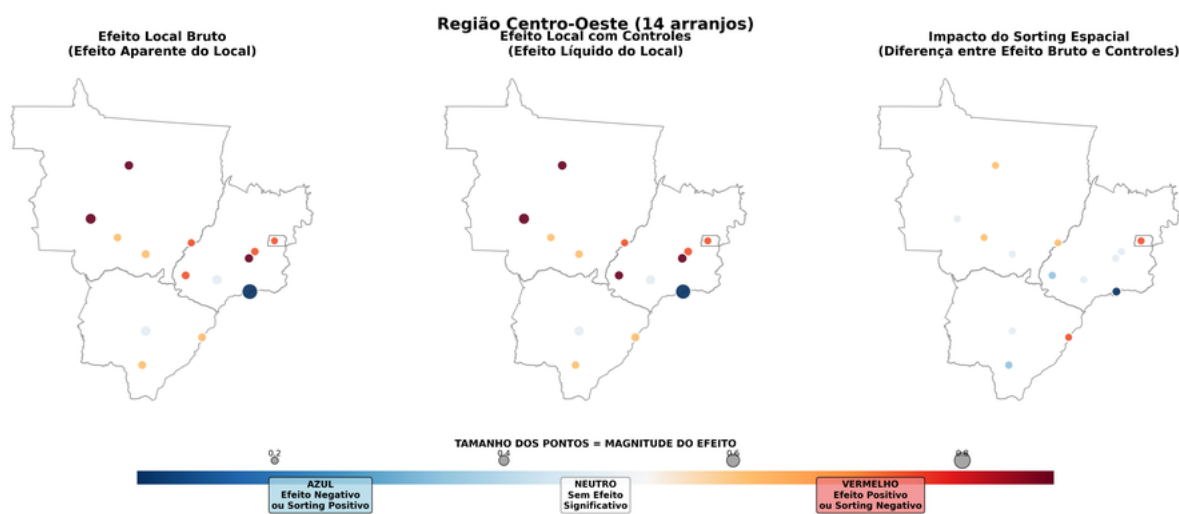 Região Centro-Oeste (14 arranjos)
Efeito Local Bruto
(Efeito Aparente do Local)
Efeito Local com Controles
(Efeito Líquido do Local)
Impacto do Sorting Espacial
(Diferença entre Efeito Bruto e Controles)
TAMANHO DOS PONTOS = MAGNITUDE DO EFEITO
0.2
0.4
0.6
0.8
AZUL
Efeito Negativo
ou Sorting Positivo
NEUTRO
Sem Efeito
Significativo
VERMELHO
Efeito Positivo
ou Sorting Negativo